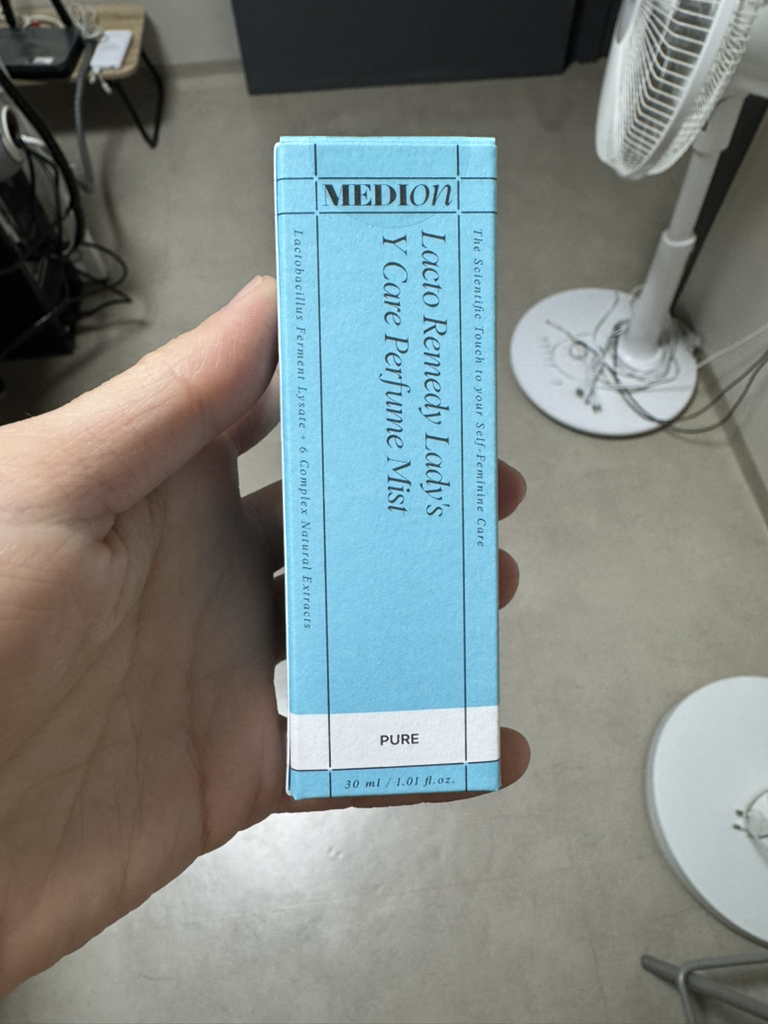 MEDIon
The Scientific Touch to your Self-Feminine Care
Lacto Remedy Lady's
Y Care Perfume Mist
Lactobacillus Ferment Lysate + 6 Complex Natural Extracts
PURE
30 ml / 1.01 fl.oz.